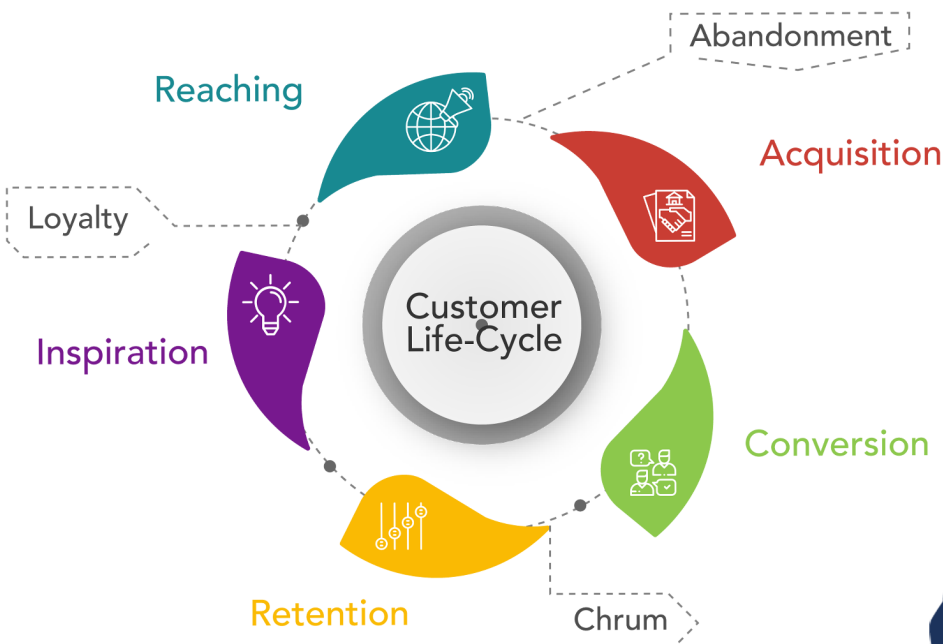 Abandonment
Reaching
Acquisition
Loyalty
Customer
Life-Cycle
Inspiration
Conversion
Retention
Chrum